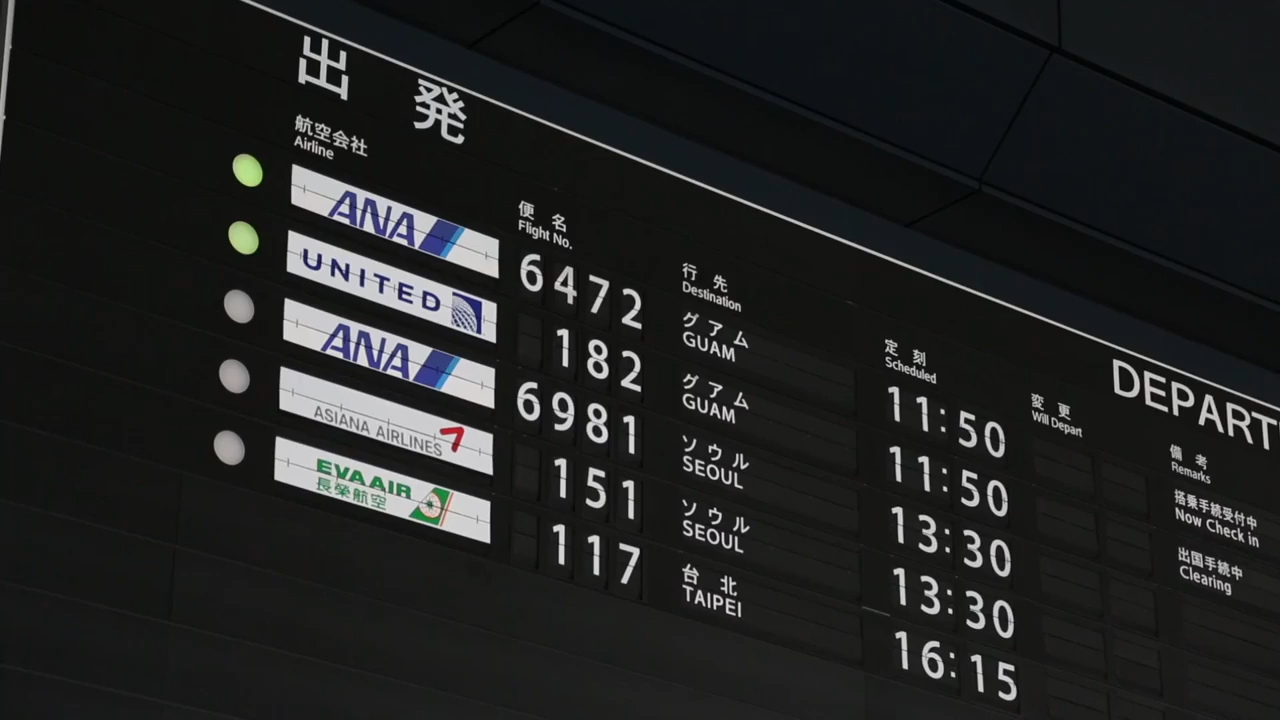 出 発
DEPART
航空会社
Airline
便 名
Flight No.
行 先
Destination
定 刻
Scheduled
変 更
Will Depart
備 考
Remarks
ANA 6472 グアム GUAM 11:50 搭乗手続受付中 Now Check in
UNITED 182 グアム GUAM 11:50 出国手続中 Clearing
ANA 6981 ソウル SEOUL 13:30
ASIANA AIRLINES 151 ソウル SEOUL 13:30
EVA AIR 長榮航空 117 台北 TAIPEI 16:15